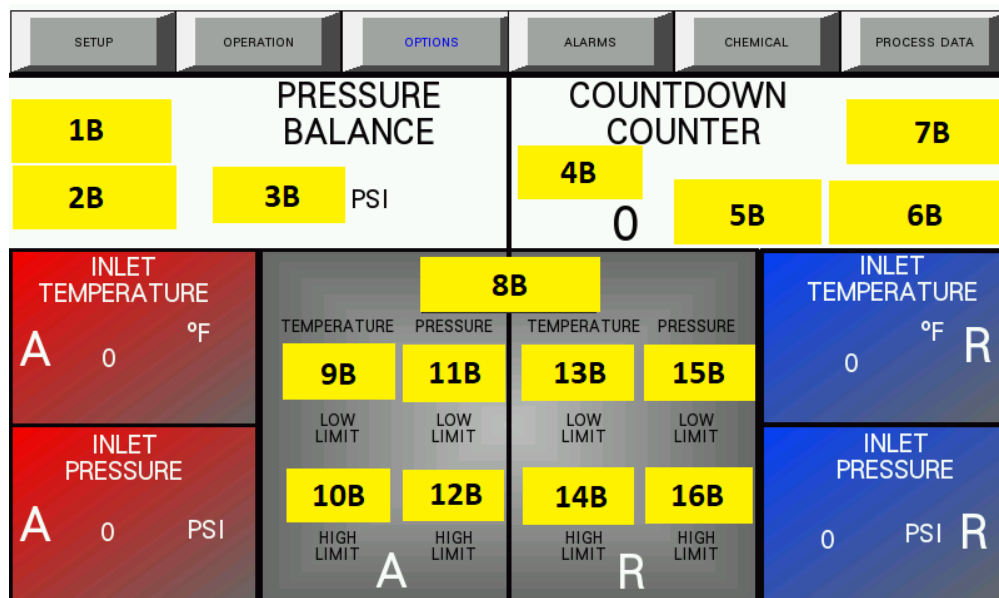 SETUP
OPERATION
OPTIONS
ALARMS
CHEMICAL
PROCESS DATA
PRESSURE
BALANCE
1B
2B
3B
PSI
COUNTDOWN
COUNTER
4B
0
5B
6B
7B
INLET
TEMPERATURE
A
0
°F
INLET
PRESSURE
A
0
PSI
8B
TEMPERATURE
PRESSURE
TEMPERATURE
PRESSURE
9B
11B
13B
15B
LOW
LIMIT
LOW
LIMIT
LOW
LIMIT
LOW
LIMIT
10B
12B
14B
16B
HIGH
LIMIT
HIGH
LIMIT
HIGH
LIMIT
HIGH
LIMIT
A
R
INLET
TEMPERATURE
0
°F
R
INLET
PRESSURE
0
PSI
R